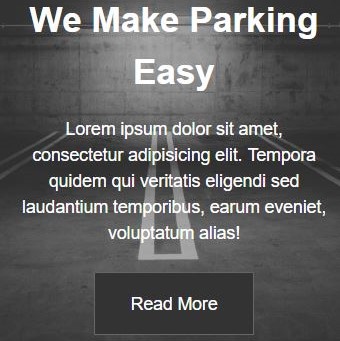 We Make Parking
Easy
Lorem ipsum dolor sit amet,
consectetur adipisicing elit. Tempora
quidem qui veritatis eligendi sed
laudantium temporibus, earum eveniet,
voluptatum alias!
Read More